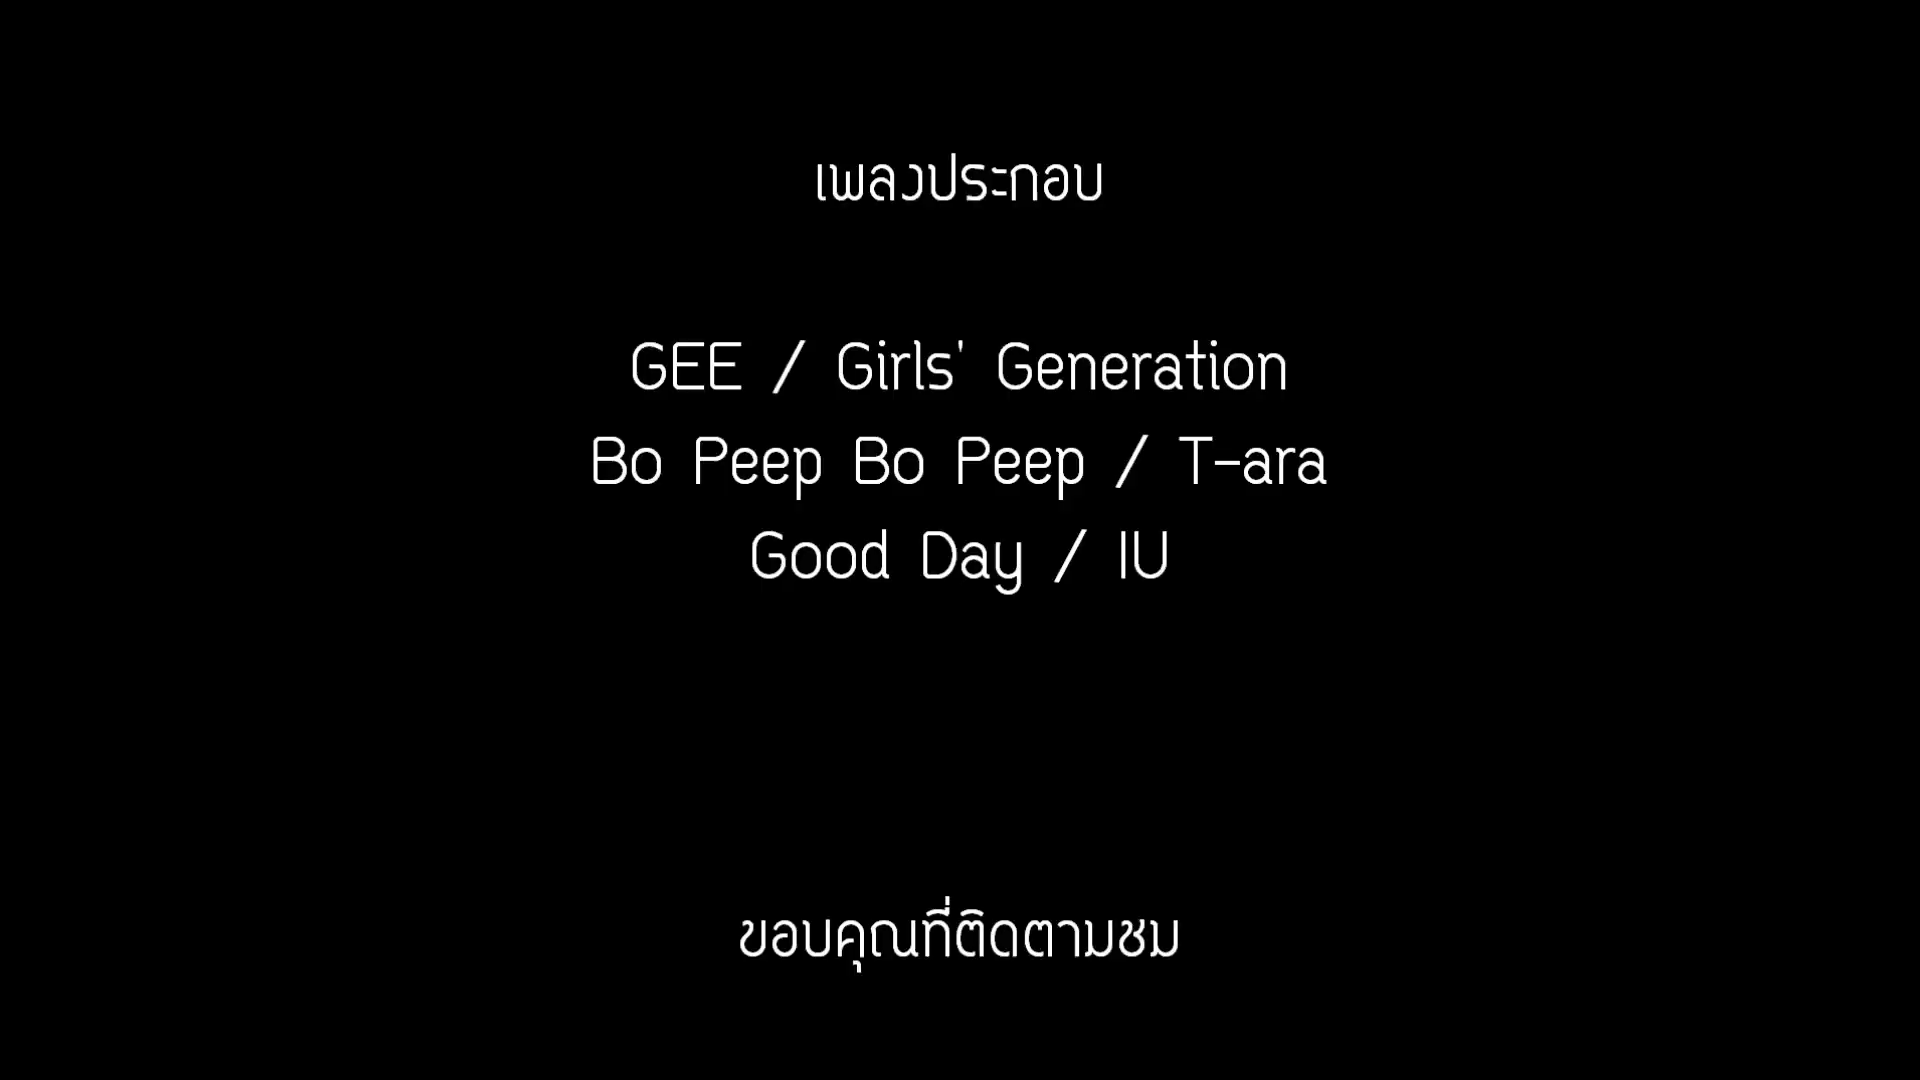 เพลงประกอบ
GEE / Girls' Generation
Bo Peep Bo Peep / T-ara
Good Day / IU
ขอบคุณที่ติดตามชม